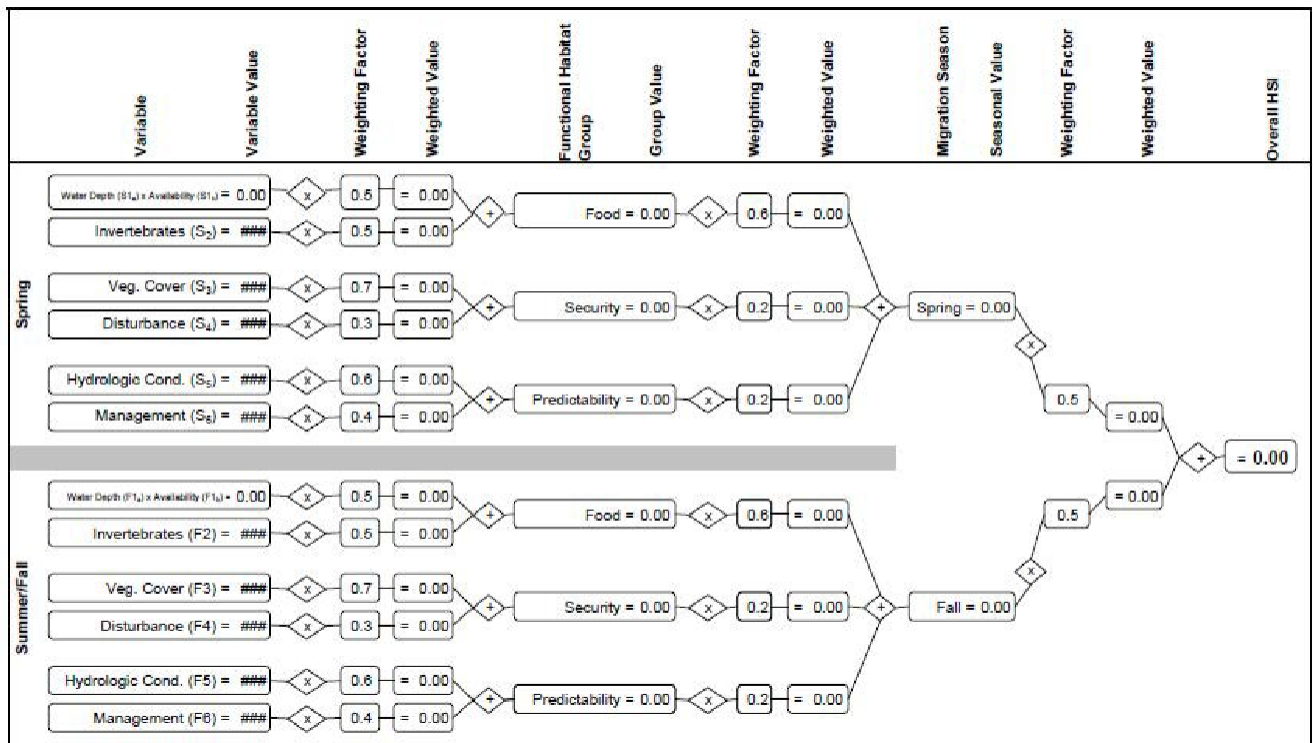 Variable
Variable Value
Weighting Factor
Weighted Value
Functional Habitat
Group
Group Value
Weighting Factor
Weighted Value
Migration Season
Seasonal Value
Weighting Factor
Weighted Value
Overall HSI
Spring
Water Depth (S1ₐ) x Availability (S1ᵦ) = 0.00 x 0.5 = 0.00
+ Food = 0.00 x 0.6 = 0.00
Invertebrates (S₂) = ### x 0.5 = 0.00
Veg. Cover (S₃) = ### x 0.7 = 0.00
+ Security = 0.00 x 0.2 = 0.00 + Spring = 0.00
Disturbance (S₄) = ### x 0.3 = 0.00
x
Hydrologic Cond. (S₅) = ### x 0.6 = 0.00
+ Predictability = 0.00 x 0.2 = 0.00 0.5
Management (S₆) = ### x 0.4 = 0.00
= 0.00
+ = 0.00
Summer/Fall
Water Depth (F1ₐ) x Availability (F1ᵦ) = 0.00 x 0.5 = 0.00
= 0.00
+ Food = 0.00 x 0.6 = 0.00 0.5
Invertebrates (F2) = ### x 0.5 = 0.00
x
Veg. Cover (F3) = ### x 0.7 = 0.00
+ Security = 0.00 x 0.2 = 0.00 + Fall = 0.00
Disturbance (F4) = ### x 0.3 = 0.00
Hydrologic Cond. (F5) = ### x 0.6 = 0.00
+ Predictability = 0.00 x 0.2 = 0.00
Management (F6) = ### x 0.4 = 0.00